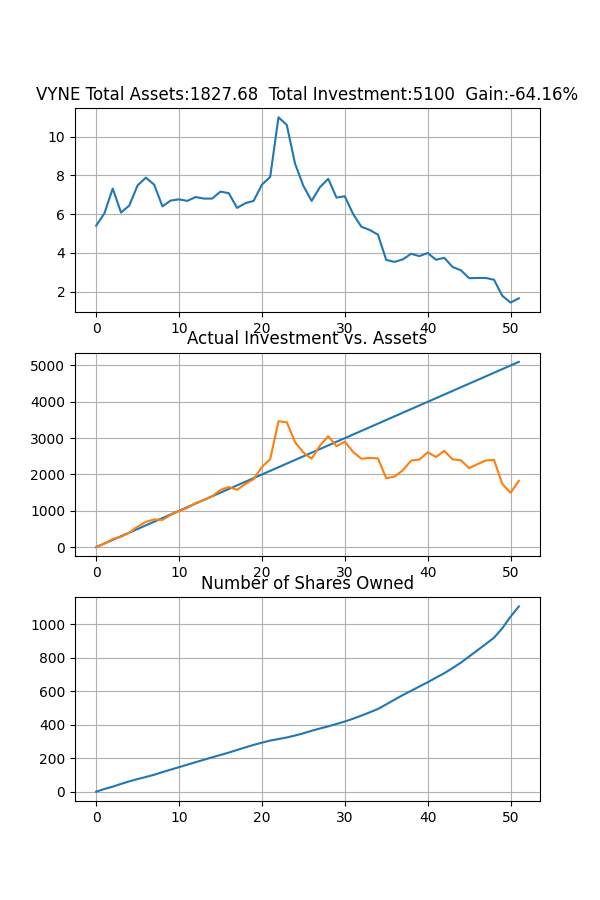 VYNE Total Assets:1827.68  Total Investment:5100  Gain:-64.16%
10
8
6
4
2
0 10 20 30 40 50
Actual Investment vs. Assets
5000
4000
3000
2000
1000
0
0 10 20 30 40 50
Number of Shares Owned
1000
800
600
400
200
0
0 10 20 30 40 50